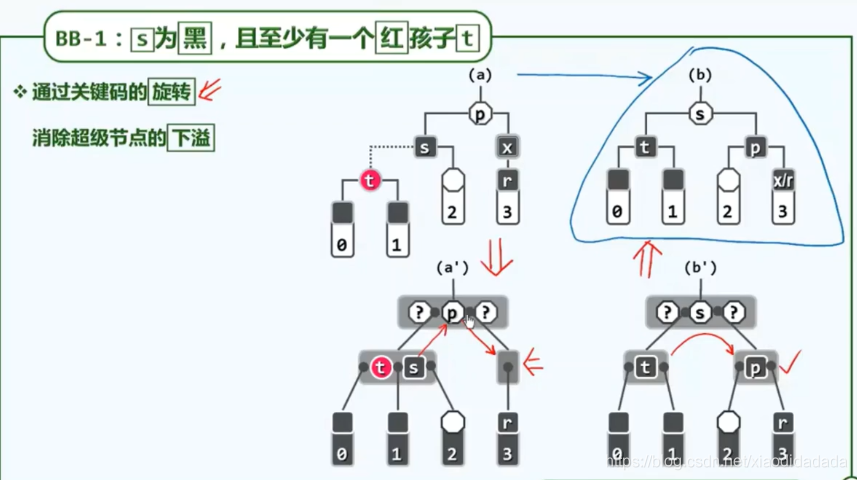 BB-1：s为黑，且至少有一个红孩子t
❖ 通过关键码的旋转
消除超级节点的下溢
(a)
p
s x
t r
2 3
0 1
(b)
s
t p
x/r
0 1 2 3
(a')
? p ?
t s
r
0 1 2 3
(b')
? s ?
t p
r
0 1 2 3
https://blog.csdn.net/xiaodidadada